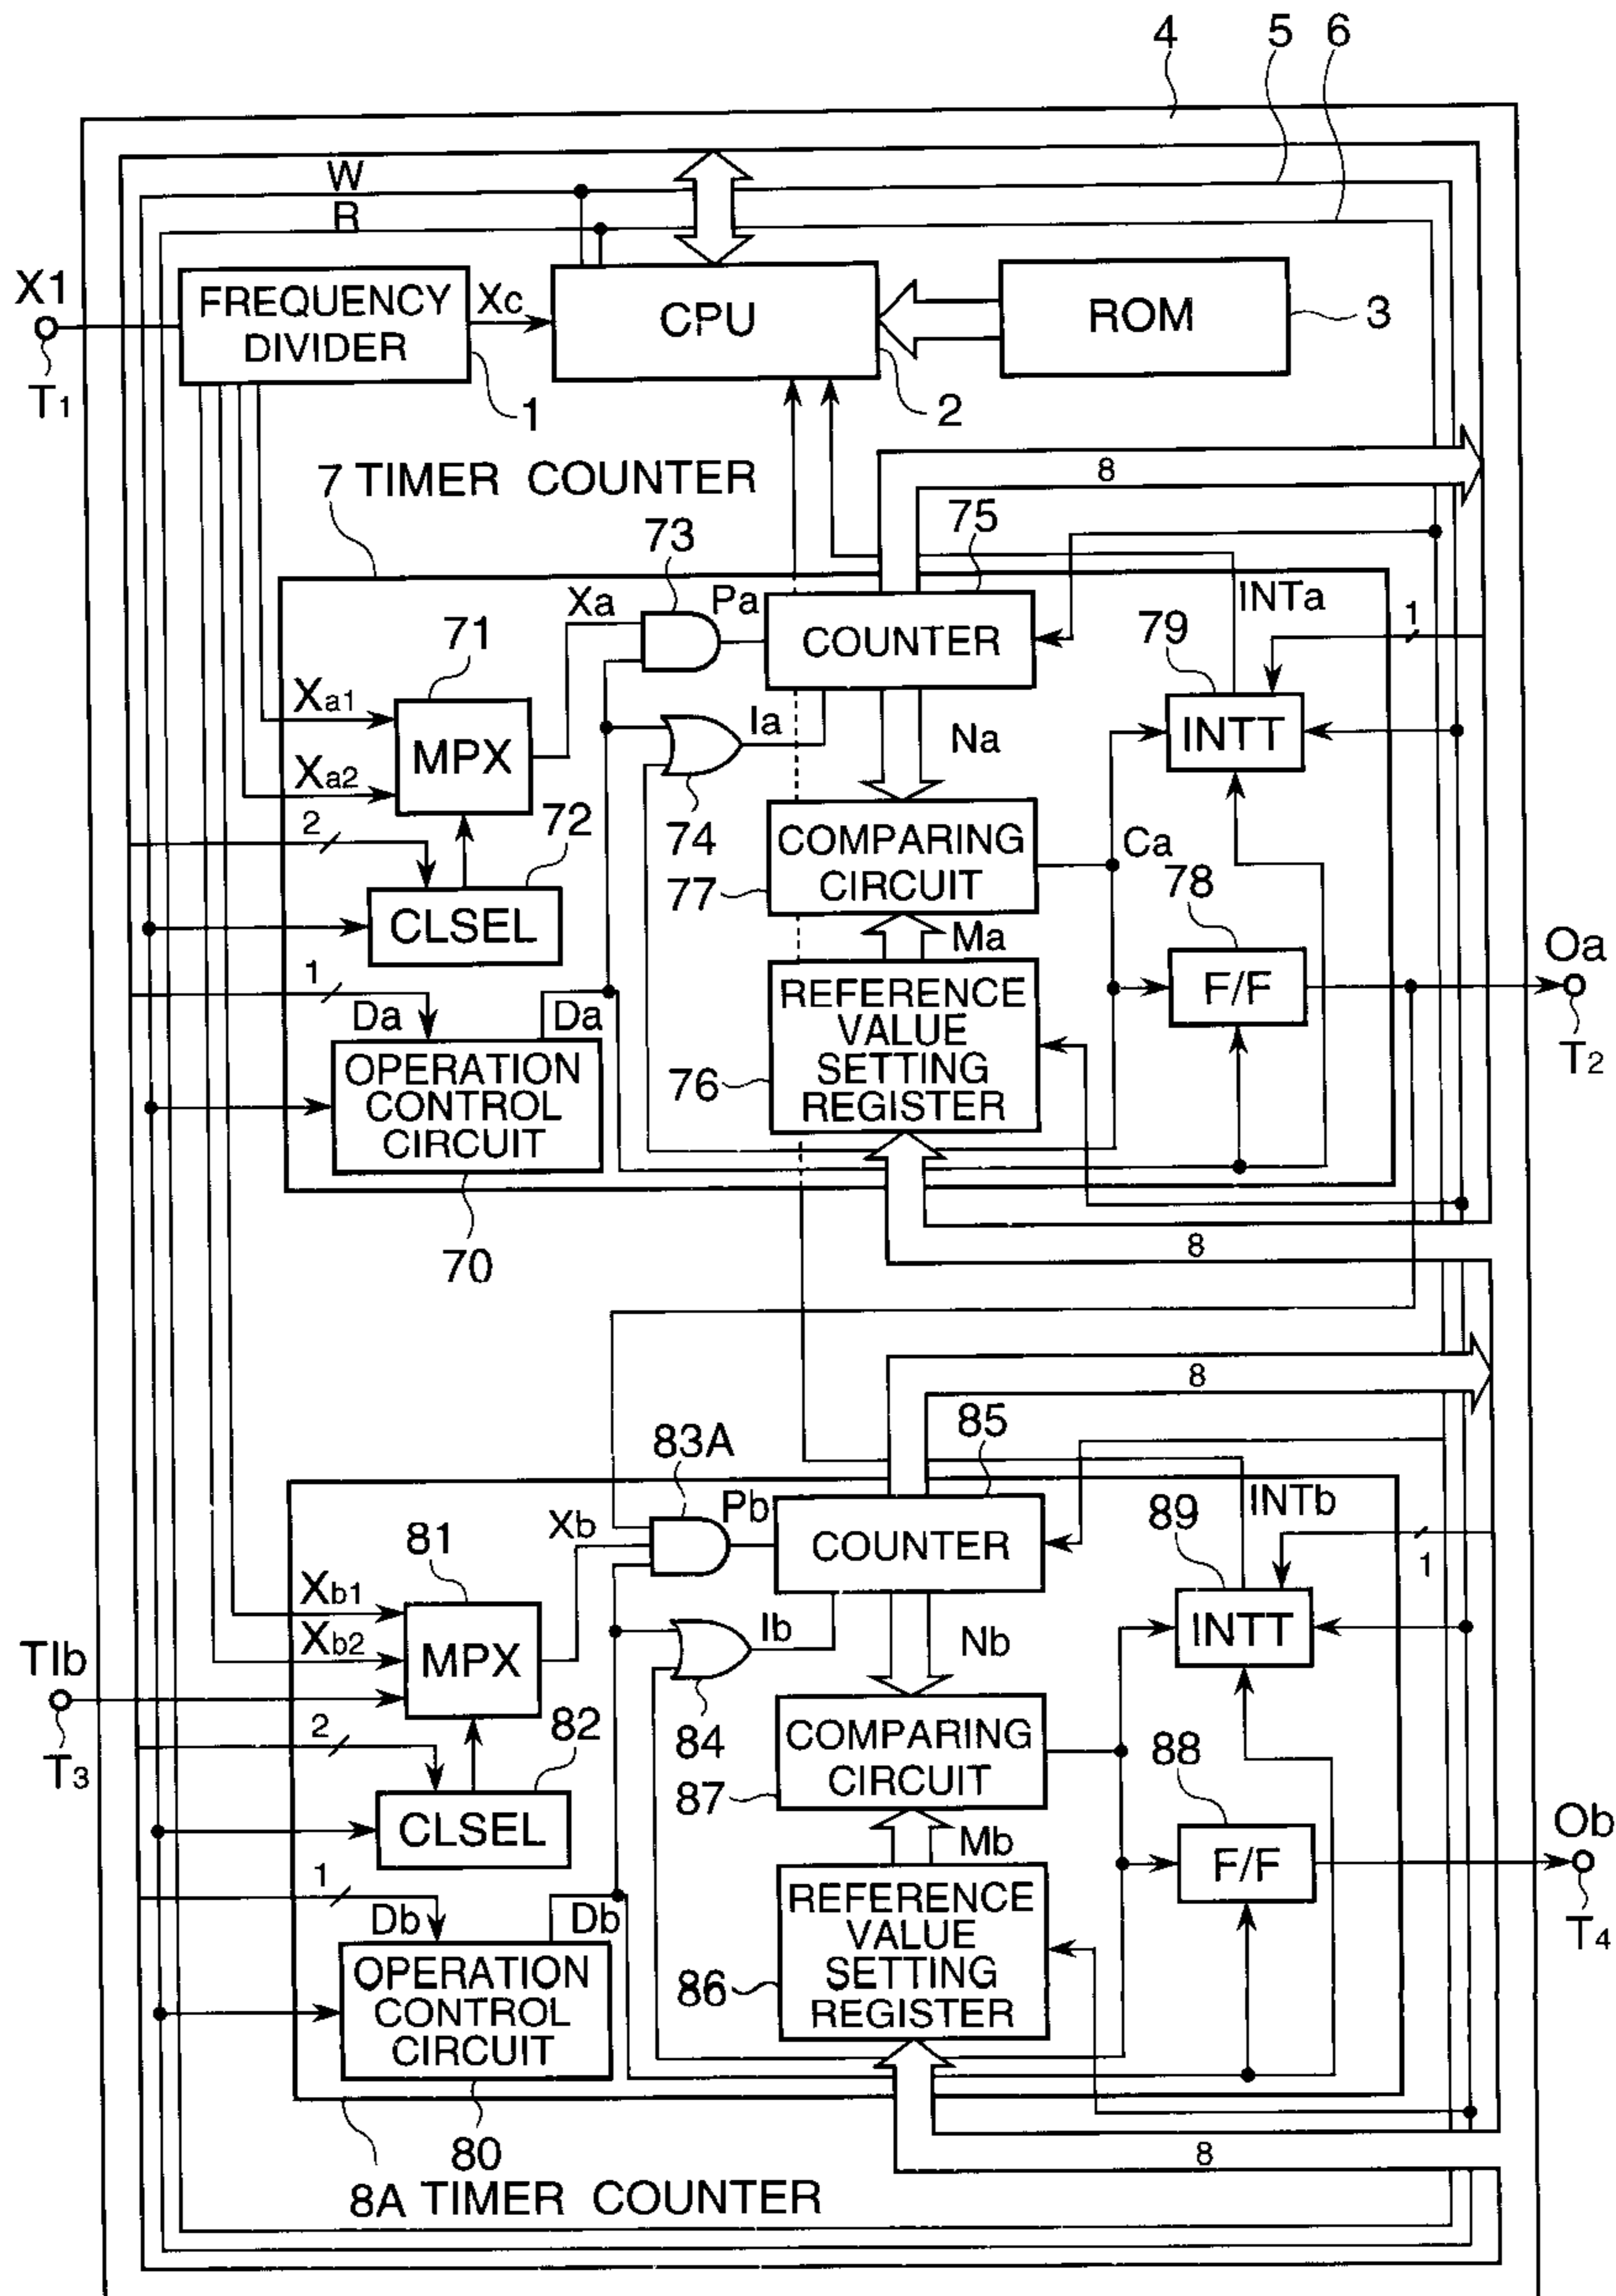 4
5
6
W
R
X1
T1
FREQUENCY
DIVIDER
1
Xc
CPU
2
ROM
3
7 TIMER COUNTER
8
73
75
Xa
Pa
COUNTER
INTa
1
79
71
Xa1
Xa2
MPX
Ia
Na
INTT
2
72
74
COMPARING
CIRCUIT
77
Ca
78
CLSEL
Ma
F/F
Oa
T2
1
Da
Da
REFERENCE
VALUE
SETTING
REGISTER
76
OPERATION
CONTROL
CIRCUIT
70
8
8
83A
85
Xb
Pb
COUNTER
INTb
1
89
81
Xb1
Xb2
MPX
TIb
T3
Ib
Nb
INTT
2
82
84
COMPARING
CIRCUIT
87
88
CLSEL
Mb
F/F
Ob
T4
1
Db
Db
REFERENCE
VALUE
SETTING
REGISTER
86
OPERATION
CONTROL
CIRCUIT
80
8
8A TIMER COUNTER